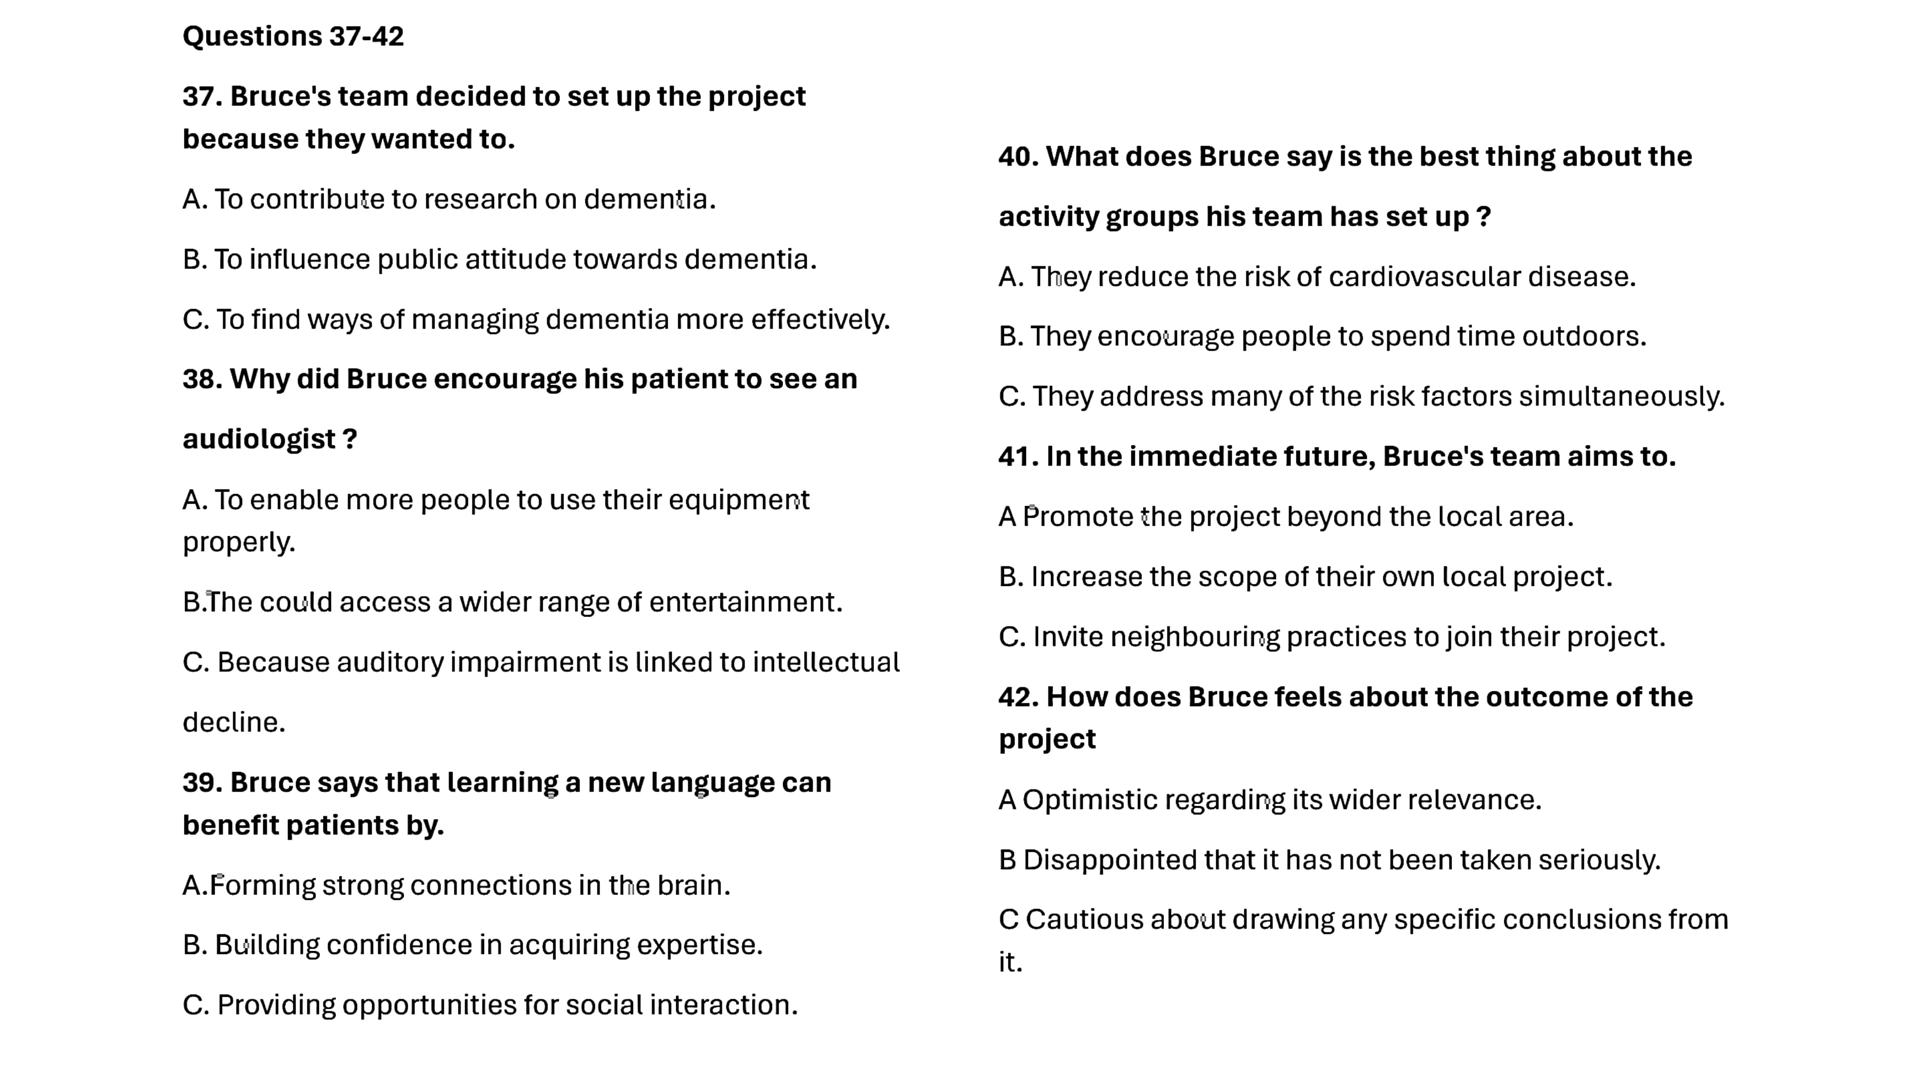 Questions 37-42
37. Bruce's team decided to set up the project
because they wanted to.
A. To contribute to research on dementia.
B. To influence public attitude towards dementia.
C. To find ways of managing dementia more effectively.
38. Why did Bruce encourage his patient to see an
audiologist ?
A. To enable more people to use their equipment
properly.
B.The could access a wider range of entertainment.
C. Because auditory impairment is linked to intellectual
decline.
39. Bruce says that learning a new language can
benefit patients by.
A.Forming strong connections in the brain.
B. Building confidence in acquiring expertise.
C. Providing opportunities for social interaction.
40. What does Bruce say is the best thing about the
activity groups his team has set up ?
A. They reduce the risk of cardiovascular disease.
B. They encourage people to spend time outdoors.
C. They address many of the risk factors simultaneously.
41. In the immediate future, Bruce's team aims to.
A Promote the project beyond the local area.
B. Increase the scope of their own local project.
C. Invite neighbouring practices to join their project.
42. How does Bruce feels about the outcome of the
project
A Optimistic regarding its wider relevance.
B Disappointed that it has not been taken seriously.
C Cautious about drawing any specific conclusions from
it.